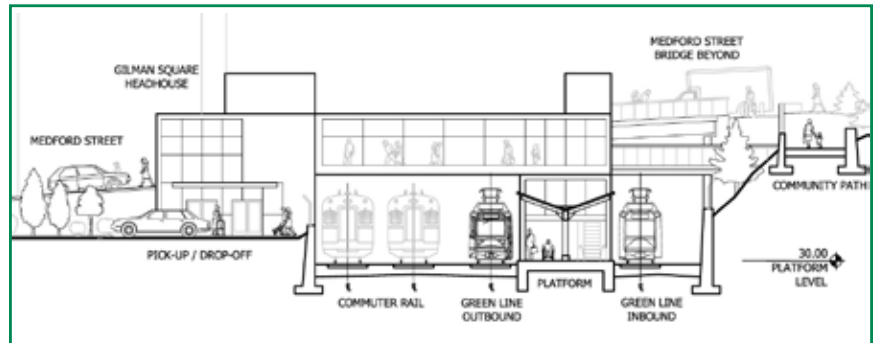 MEDFORD STREET
BRIDGE BEYOND
GILMAN SQUARE
HEADHOUSE
MEDFORD STREET
COMMUNITY PATH
PICK-UP / DROP-OFF
30.00
PLATFORM
LEVEL
COMMUTER RAIL
GREEN LINE
OUTBOUND
PLATFORM
GREEN LINE
INBOUND